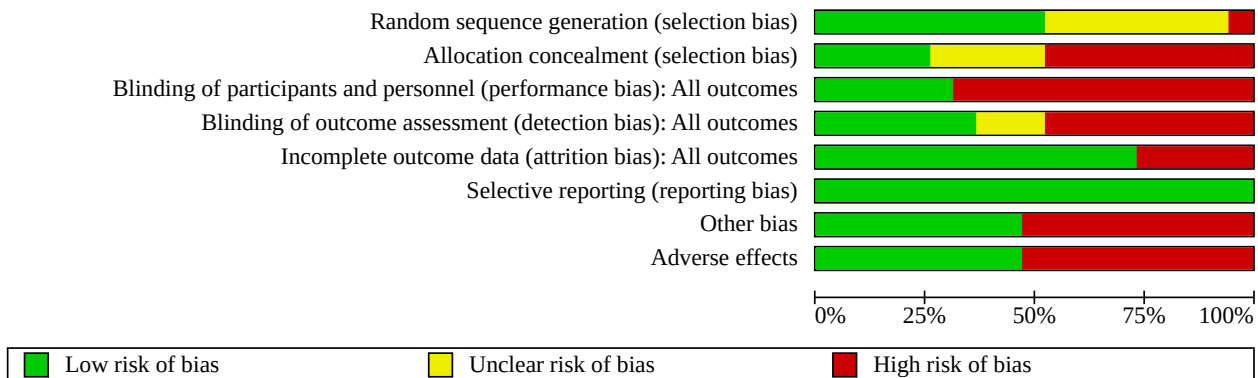 Random sequence generation (selection bias)
Allocation concealment (selection bias)
Blinding of participants and personnel (performance bias): All outcomes
Blinding of outcome assessment (detection bias): All outcomes
Incomplete outcome data (attrition bias): All outcomes
Selective reporting (reporting bias)
Other bias
Adverse effects
0% 25% 50% 75% 100%
Low risk of bias Unclear risk of bias High risk of bias